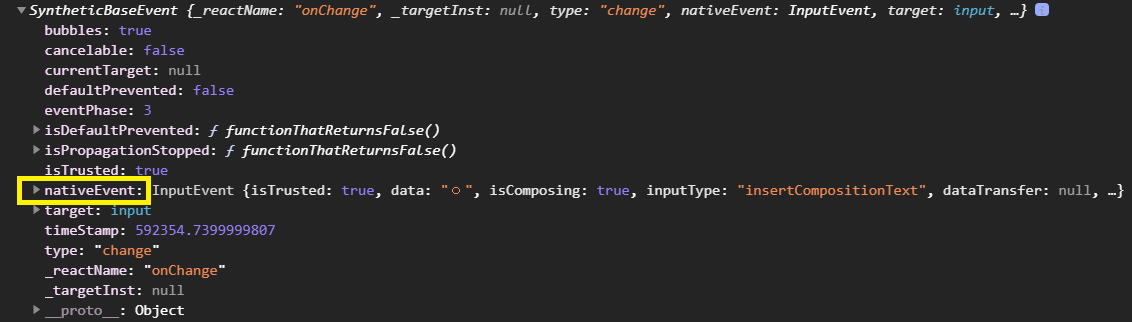 SyntheticBaseEvent {_reactName: "onChange", _targetInst: null, type: "change", nativeEvent: InputEvent, target: input, …} i
bubbles: true
cancelable: false
currentTarget: null
defaultPrevented: false
eventPhase: 3
isDefaultPrevented: ƒ functionThatReturnsFalse()
isPropagationStopped: ƒ functionThatReturnsFalse()
isTrusted: true
nativeEvent: InputEvent {isTrusted: true, data: "ㅇ", isComposing: true, inputType: "insertCompositionText", dataTransfer: null, …}
target: input
timeStamp: 592354.7399999807
type: "change"
_reactName: "onChange"
_targetInst: null
__proto__: Object